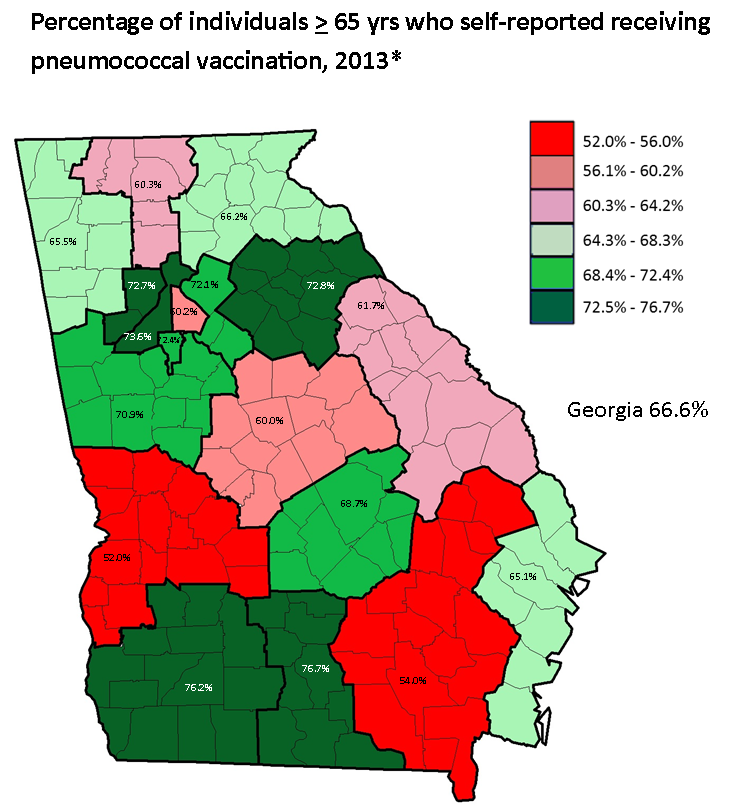 Percentage of individuals ≥ 65 yrs who self-reported receiving
pneumococcal vaccination, 2013*
52.0% - 56.0%
56.1% - 60.2%
60.3% - 64.2%
64.3% - 68.3%
68.4% - 72.4%
72.5% - 76.7%
60.3%
66.2%
65.5%
72.7%
72.1%
72.8%
60.2%
61.7%
73.6%
72.4%
70.9%
60.0%
Georgia 66.6%
68.7%
52.0%
65.1%
76.7%
76.2%
54.0%